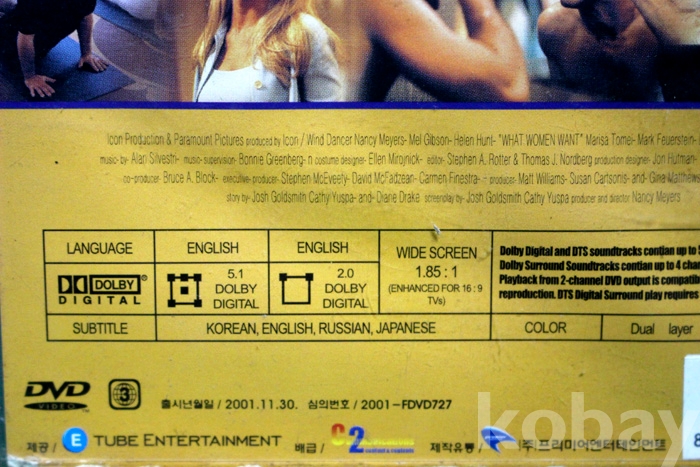 Icon Production & Paramount Pictures produced by Icon / Wind Dancer Nancy Meyers- Mel Gibson- Helen Hunt- "WHAT WOMEN WANT" Marisa Tomei- Mark Feuerstein-
music- by- Alan Silvestri- music- supervision- Bonnie Greenberg- costume designer- Ellen Mirojnick- editor- Stephen A. Rotter & Thomas J. Nordberg production designer- Jon Hutman-
co-producer- Bruce A. Block- executive- producer- Stephen McEveety- David McFadzean- Carmen Finestra- producer- Matt Williams- Susan Cartsonis- and- Gina Matthews
story by- Josh Goldsmith Cathy Yuspa- and- Diane Drake screenplay by- Josh Goldsmith Cathy Yuspa producer and director Nancy Meyers
LANGUAGE ENGLISH ENGLISH WIDE SCREEN
1.85 : 1
(ENHANCED FOR 16 : 9 TVs)
DOLBY DIGITAL
5.1 DOLBY DIGITAL
2.0 DOLBY DIGITAL
Dolby Digital and DTS soundtracks contian up to 5
Dolby Surround Soundtracks contian up to 4 cha
Playback from 2-channel DVD output is compatib
reproduction. DTS Digital Surround play requires
SUBTITLE KOREAN, ENGLISH, RUSSIAN, JAPANESE COLOR Dual layer
DVD VIDEO 3 출시년월일 / 2001.11.30. 심의번호 / 2001-FDVD727
제공 / E TUBE ENTERTAINMENT 배급 / C2 제작유통 / (주)프리미어엔터테인먼트
kobay